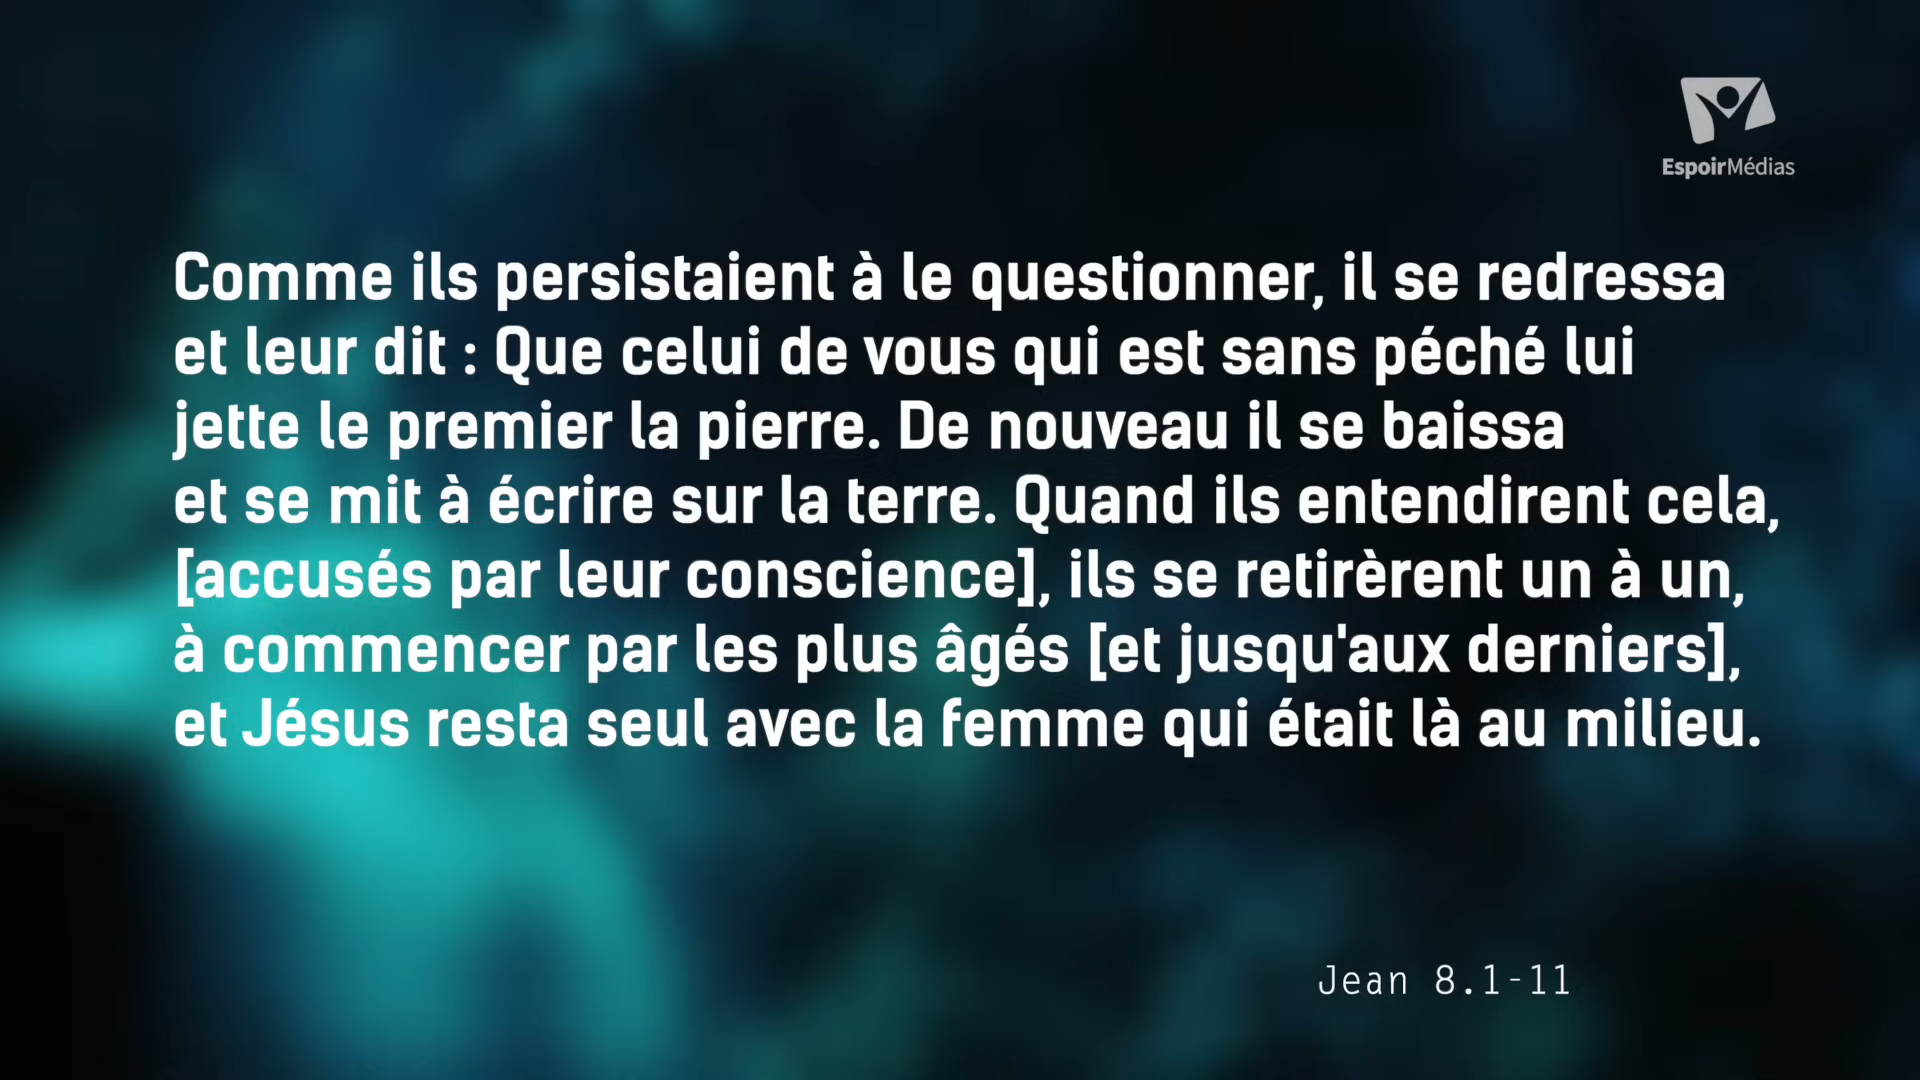 EspoirMédias
Comme ils persistaient à le questionner, il se redressa
et leur dit : Que celui de vous qui est sans péché lui
jette le premier la pierre. De nouveau il se baissa
et se mit à écrire sur la terre. Quand ils entendirent cela,
[accusés par leur conscience], ils se retirèrent un à un,
à commencer par les plus âgés [et jusqu'aux derniers],
et Jésus resta seul avec la femme qui était là au milieu.
Jean 8.1-11